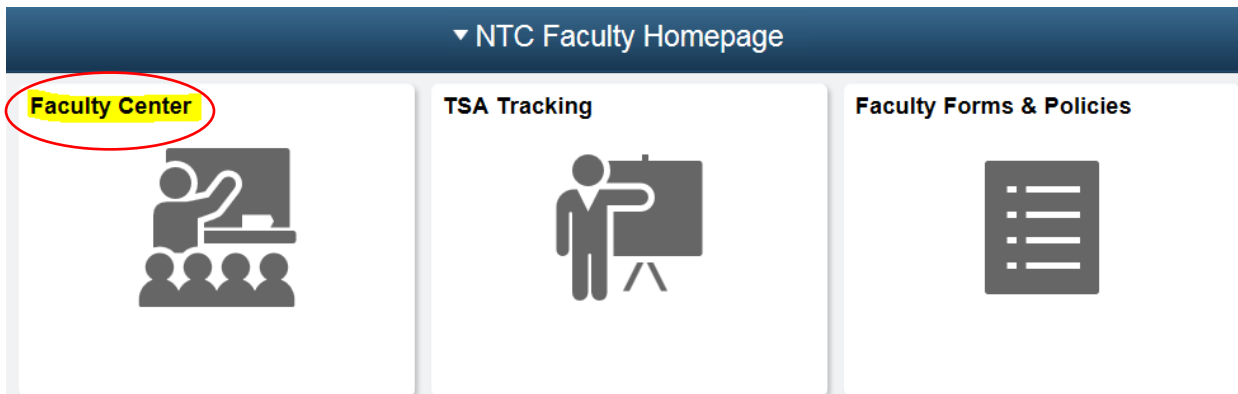 NTC Faculty Homepage
Faculty Center
TSA Tracking
Faculty Forms & Policies